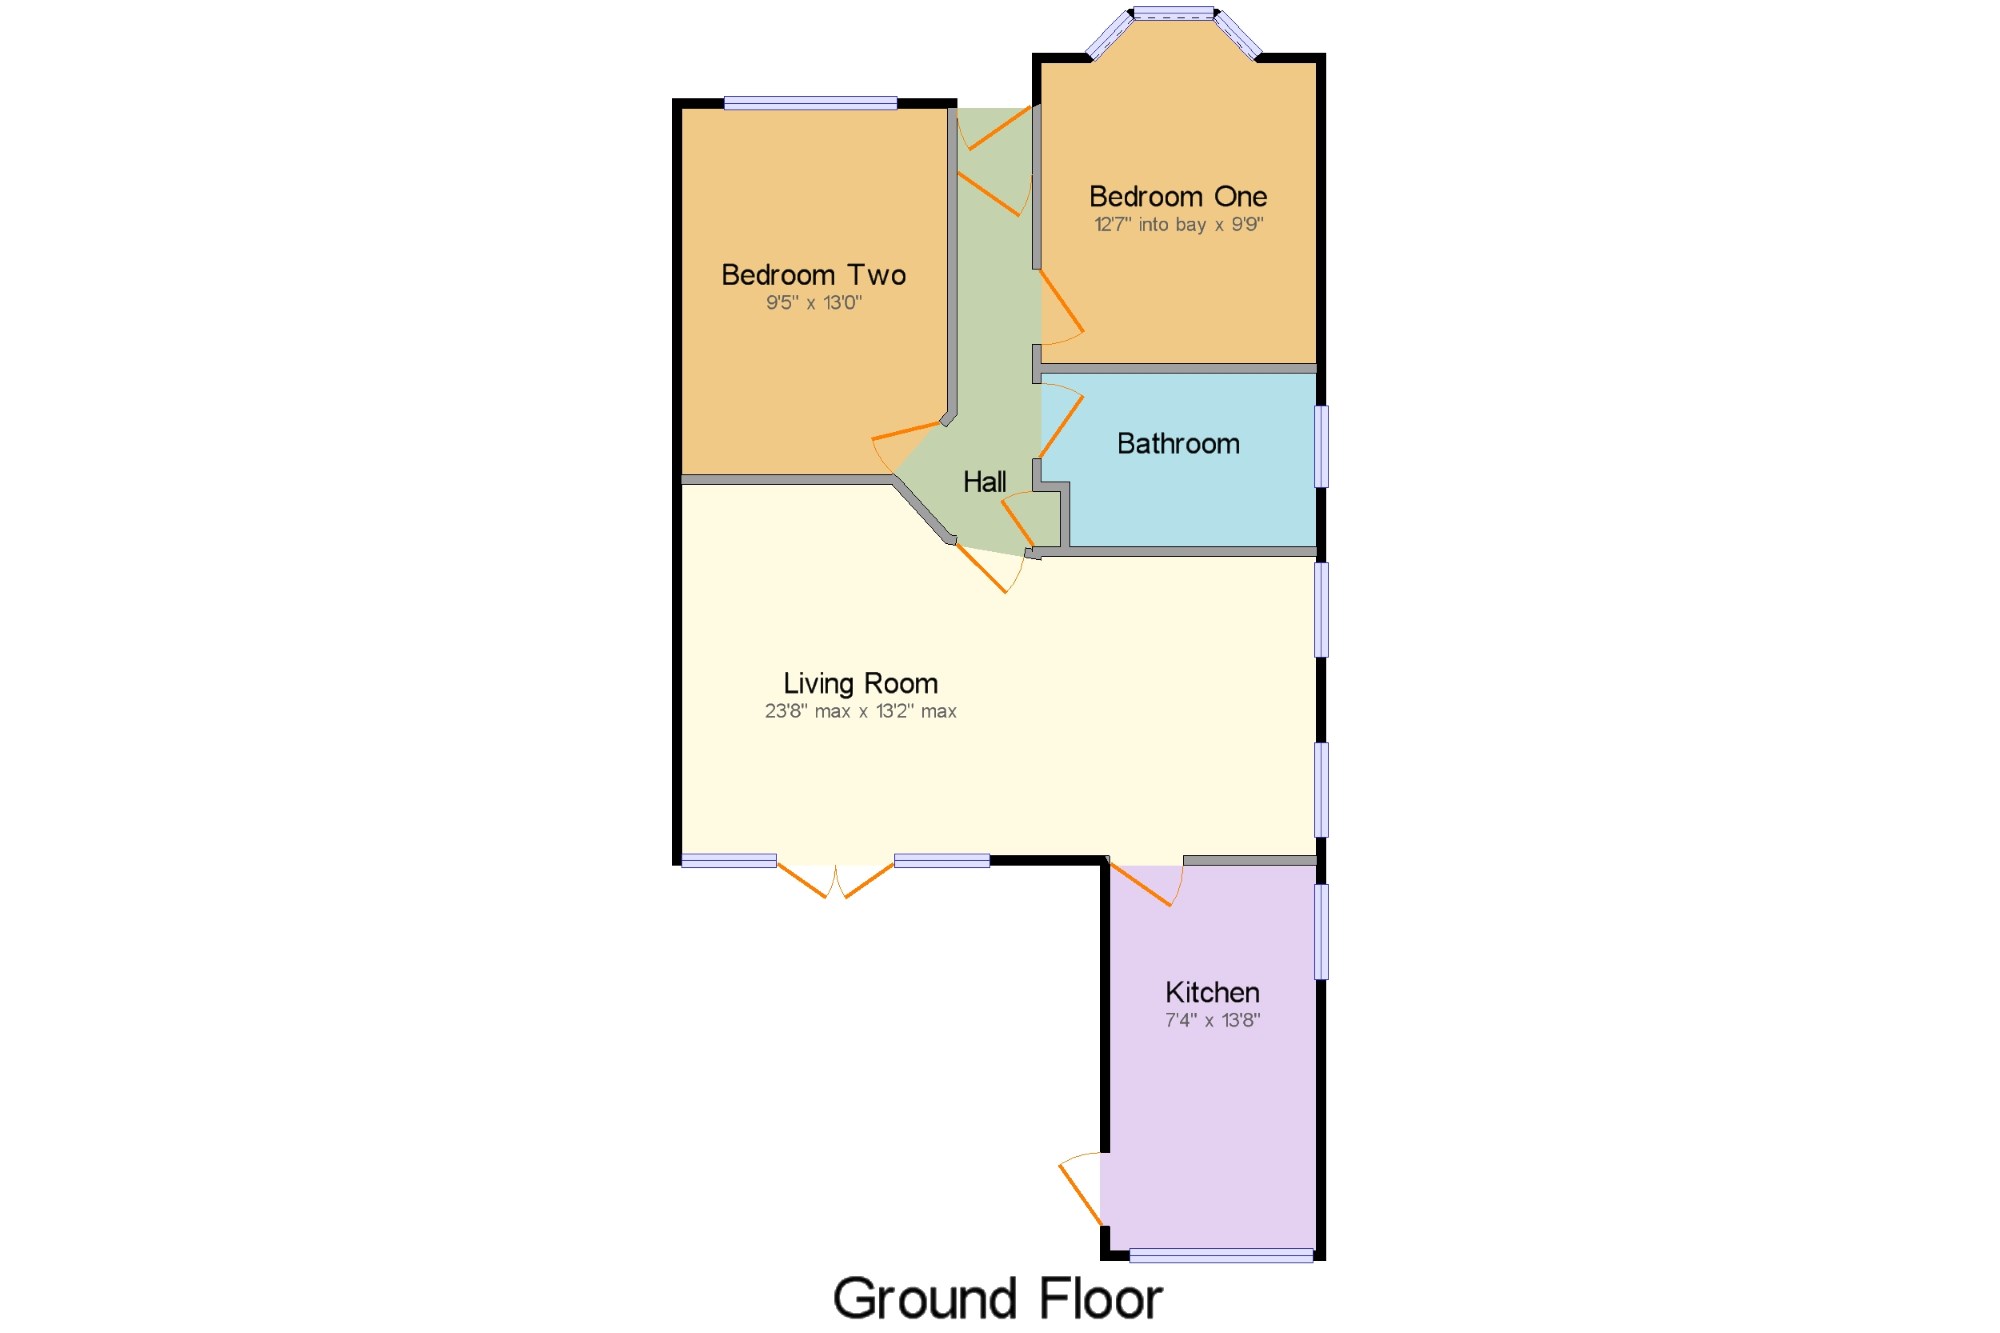 Bedroom One
12'7" into bay x 9'9"
Bedroom Two
9'5" x 13'0"
Bathroom
Hall
Living Room
23'8" max x 13'2" max
Kitchen
7'4" x 13'8"
Ground Floor